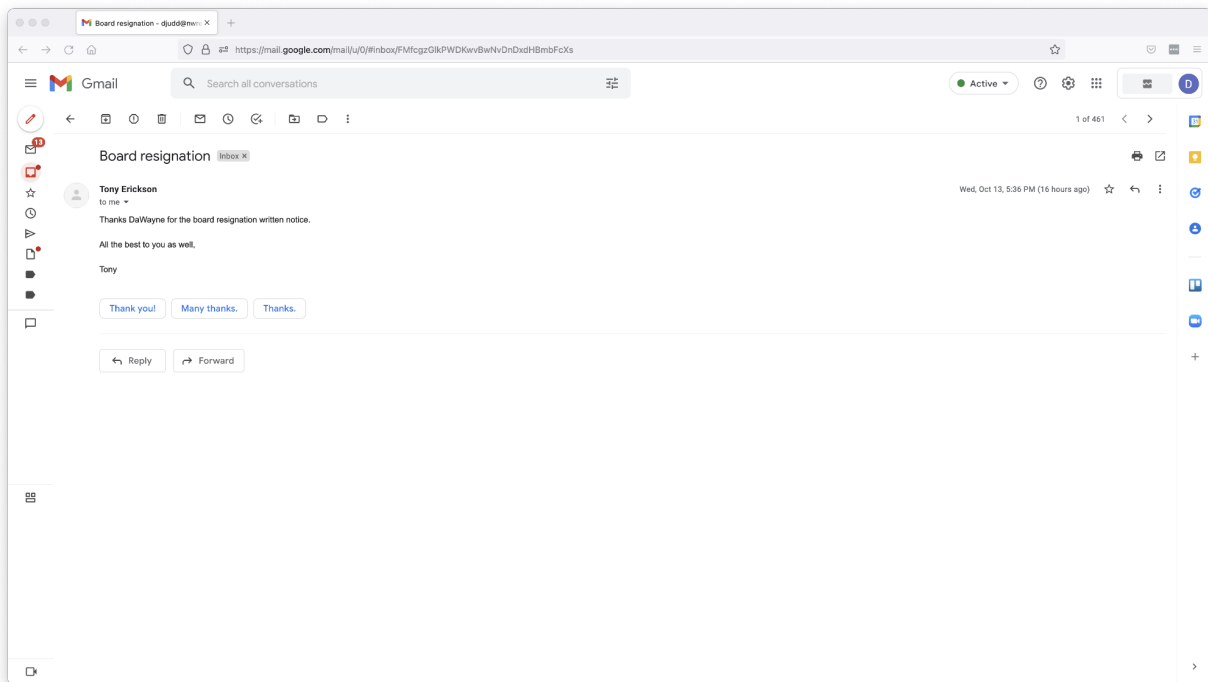 Board resignation - djudd@nwr
https://mail.google.com/mail/u/0/#inbox/FMfcgzGlkPWDKwvBwNvDnDxdHBmbFcXs
Gmail
Search all conversations
Active
D
1 of 461
13
Board resignation
Inbox ×
Tony Erickson
Wed, Oct 13, 5:36 PM (16 hours ago)
to me
Thanks DaWayne for the board resignation written notice.
All the best to you as well,
Tony
Thank you!
Many thanks.
Thanks.
Reply
Forward